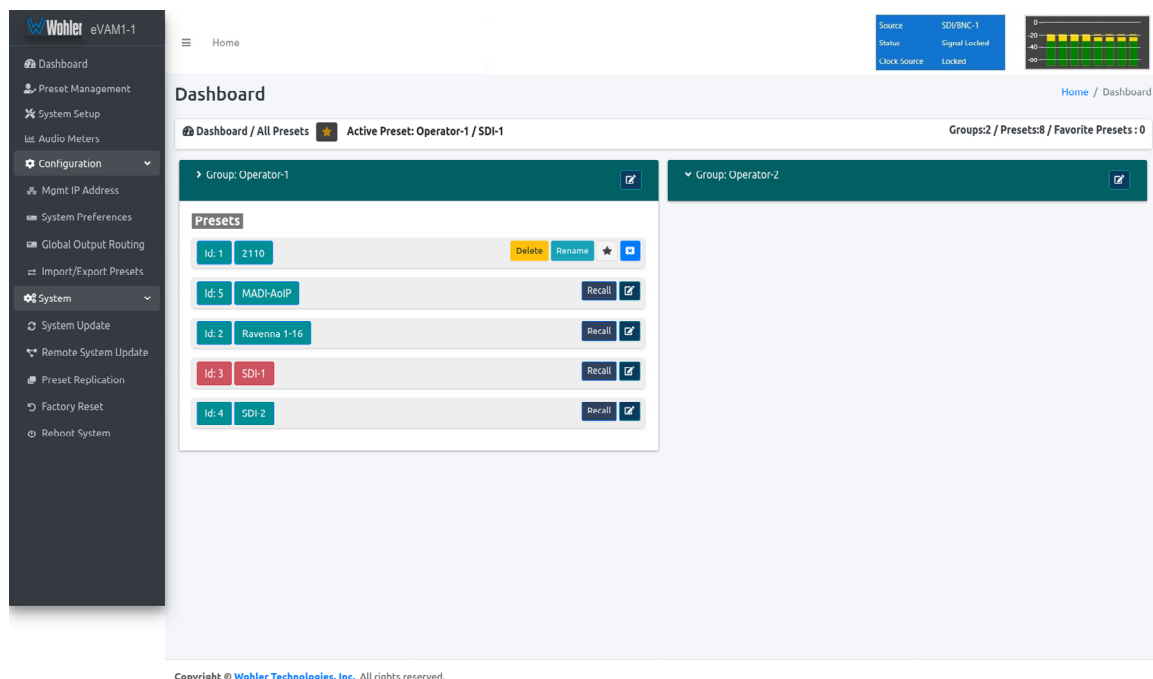 Wohler eVAM1-1
Dashboard
Preset Management
System Setup
Audio Meters
Configuration
Mgmt IP Address
System Preferences
Global Output Routing
Import/Export Presets
System
System Update
Remote System Update
Preset Replication
Factory Reset
Reboot System
Home
Source SDI/BNC-1
Status Signal Locked
Clock Source Locked
0
-20
-40
-oo
Dashboard
Home / Dashboard
Dashboard / All Presets Active Preset: Operator-1 / SDI-1 Groups:2 / Presets:8 / Favorite Presets : 0
Group: Operator-1
Presets
Id: 1 2110 Delete Rename
Id: 5 MADI-AoIP Recall
Id: 2 Ravenna 1-16 Recall
Id: 3 SDI-1 Recall
Id: 4 SDI-2 Recall
Group: Operator-2
Copyright © Wohler Technologies, Inc. All rights reserved.